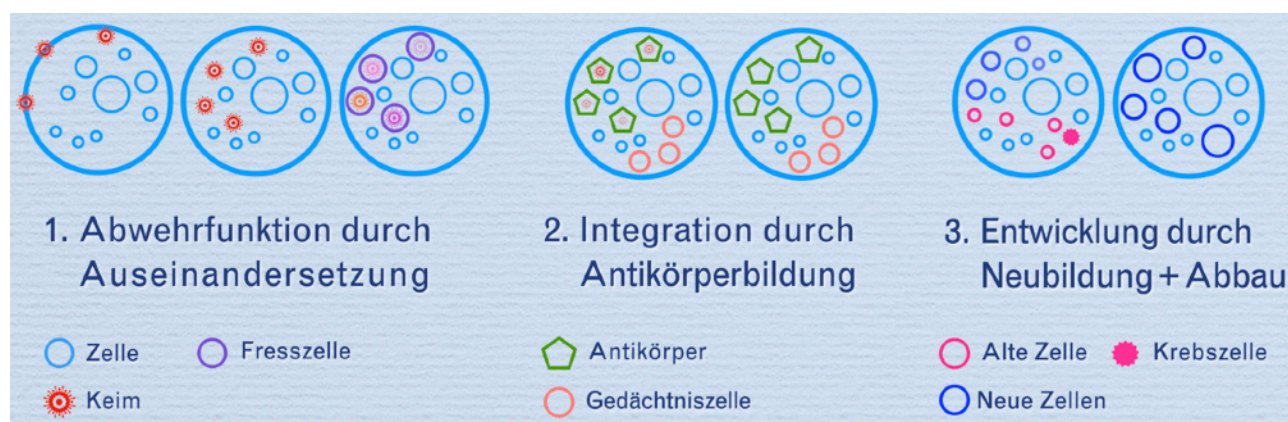 1. Abwehrfunktion durch
Auseinandersetzung
2. Integration durch
Antikörperbildung
3. Entwicklung durch
Neubildung + Abbau
Zelle
Fresszelle
Keim
Antikörper
Gedächtniszelle
Alte Zelle
Krebszelle
Neue Zellen